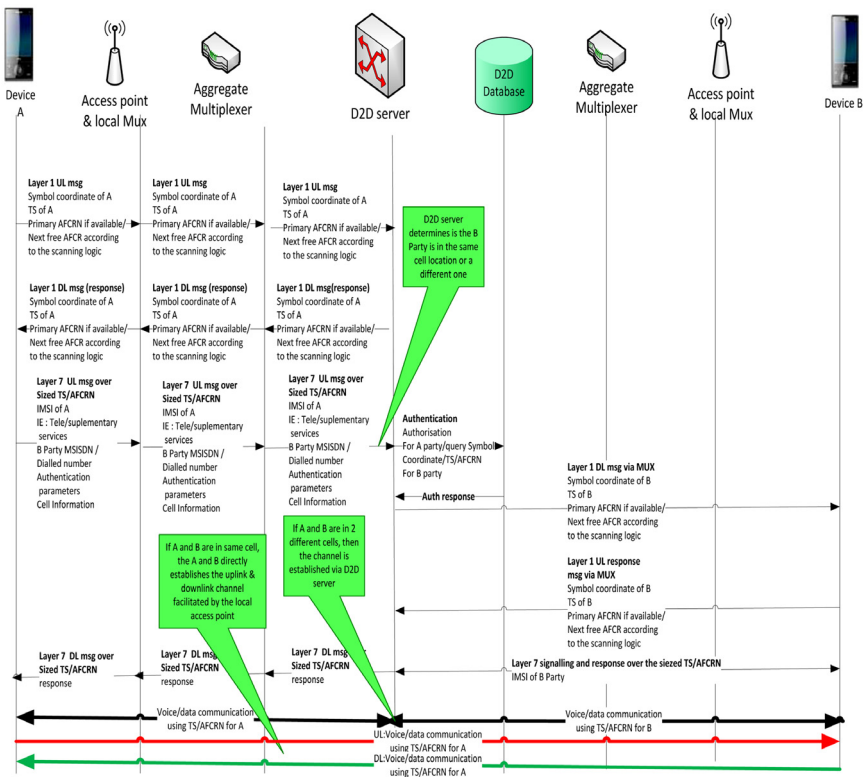 Device
A
Access point
& local Mux
Aggregate
Multiplexer
D2D server
D2D
Database
Aggregate
Multiplexer
Access point
& local Mux
Device B
Layer 1 UL msg
Symbol coordinate of A
TS of A
Primary AFCRN if available/
Next free AFCR according
to the scanning logic
Layer 1 UL msg
Symbol coordinate of A
TS of A
Primary AFCRN if available/
Next free AFCR according
to the scanning logic
Layer 1 UL msg
Symbol coordinate of A
TS of A
Primary AFCRN if available/
Next free AFCR according
to the scanning logic
D2D server
determines is the B
Party is in the same
cell location or a
different one
Layer 1 DL msg (response)
Symbol coordinate of A
TS of A
Primary AFCRN if available/
Next free AFCR according
to the scanning logic
Layer 1 DL msg (response)
Symbol coordinate of A
TS of A
Primary AFCRN if available/
Next free AFCR according
to the scanning logic
Layer 1 DL msg(response)
Symbol coordinate of A
TS of A
Primary AFCRN if available/
Next free AFCR according
to the scanning logic
Layer 7 UL msg over
Sized TS/AFCRN
IMSI of A
IE : Tele/suplementary
services
B Party MSISDN /
Dialled number
Authentication
parameters
Cell Information
Layer 7 UL msg over
Sized TS/AFCRN
IMSI of A
IE : Tele/suplementary
services
B Party MSISDN /
Dialled number
Authentication
parameters
Cell Information
Layer 7 UL msg over
Sized TS/AFCRN
IMSI of A
IE : Tele/suplementary
services
B Party MSISDN /
Dialled number
Authentication
parameters
Cell Information
Authentication
Authorisation
For A party/query Symbol
Coordinate/TS/AFCRN
For B party
Auth response
Layer 1 DL msg via MUX
Symbol coordinate of B
TS of B
Primary AFCRN if available/
Next free AFCR according
to the scanning logic
If A and B are in same cell,
the A and B directly
establishes the uplink &
downlink channel
facilitated by the local
access point
If A and B are in 2
different cells, then
the channel is
established via D2D
server
Layer 1 UL response
msg via MUX
Symbol coordinate of B
TS of B
Primary AFCRN if available/
Next free AFCR according
to the scanning logic
Layer 7 DL msg over
Sized TS/AFCRN
response
Layer 7 DL msg over
Sized TS/AFCRN
response
Layer 7 DL msg
Sized TS/AFCRN
response
Layer 7 signalling and response over the siezed TS/AFCRN
IMSI of B Party
Voice/data communication
using TS/AFCRN for A
Voice/data communication
using TS/AFCRN for B
UL:Voice/data communication
using TS/AFCRN for A
DL:Voice/data communication
using TS/AFCRN for A